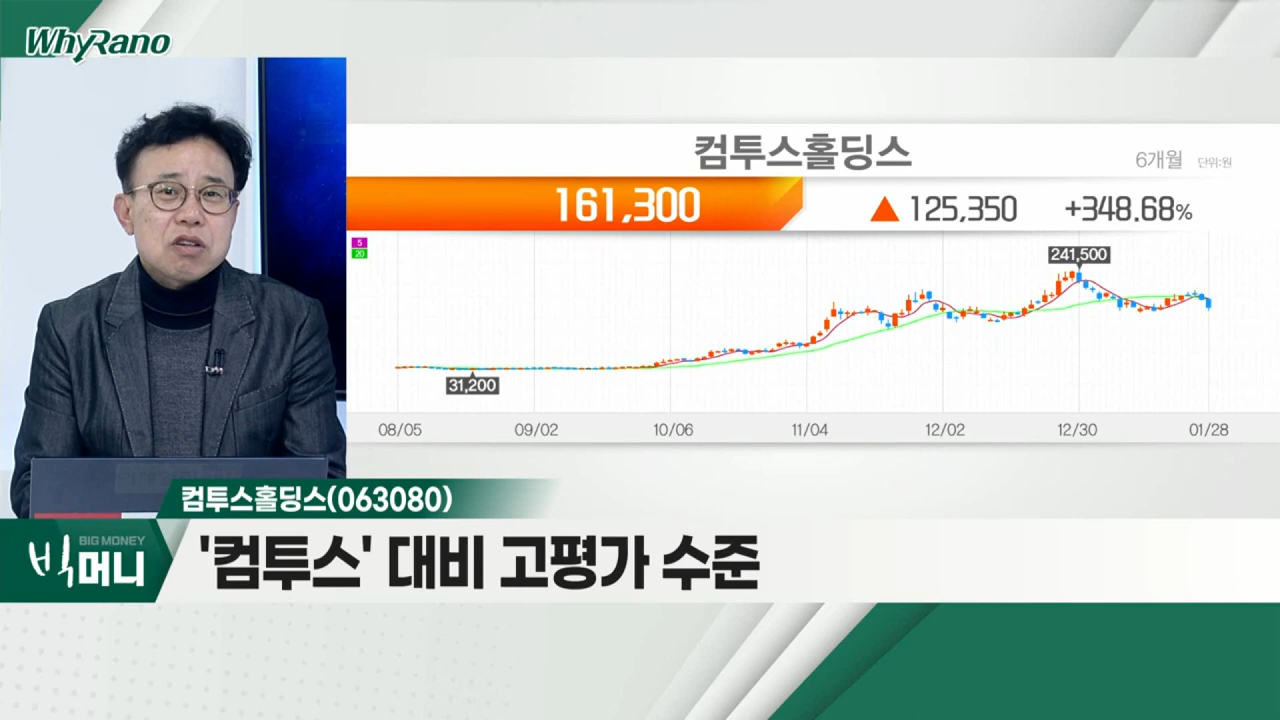 WhyRano
컴투스홀딩스
6개월 단위:원
161,300 ▲ 125,350 +348.68%
5
20
241,500
31,200
08/05 09/02 10/06 11/04 12/02 12/30 01/28
컴투스홀딩스(063080)
BIG MONEY
빅머니
'컴투스' 대비 고평가 수준